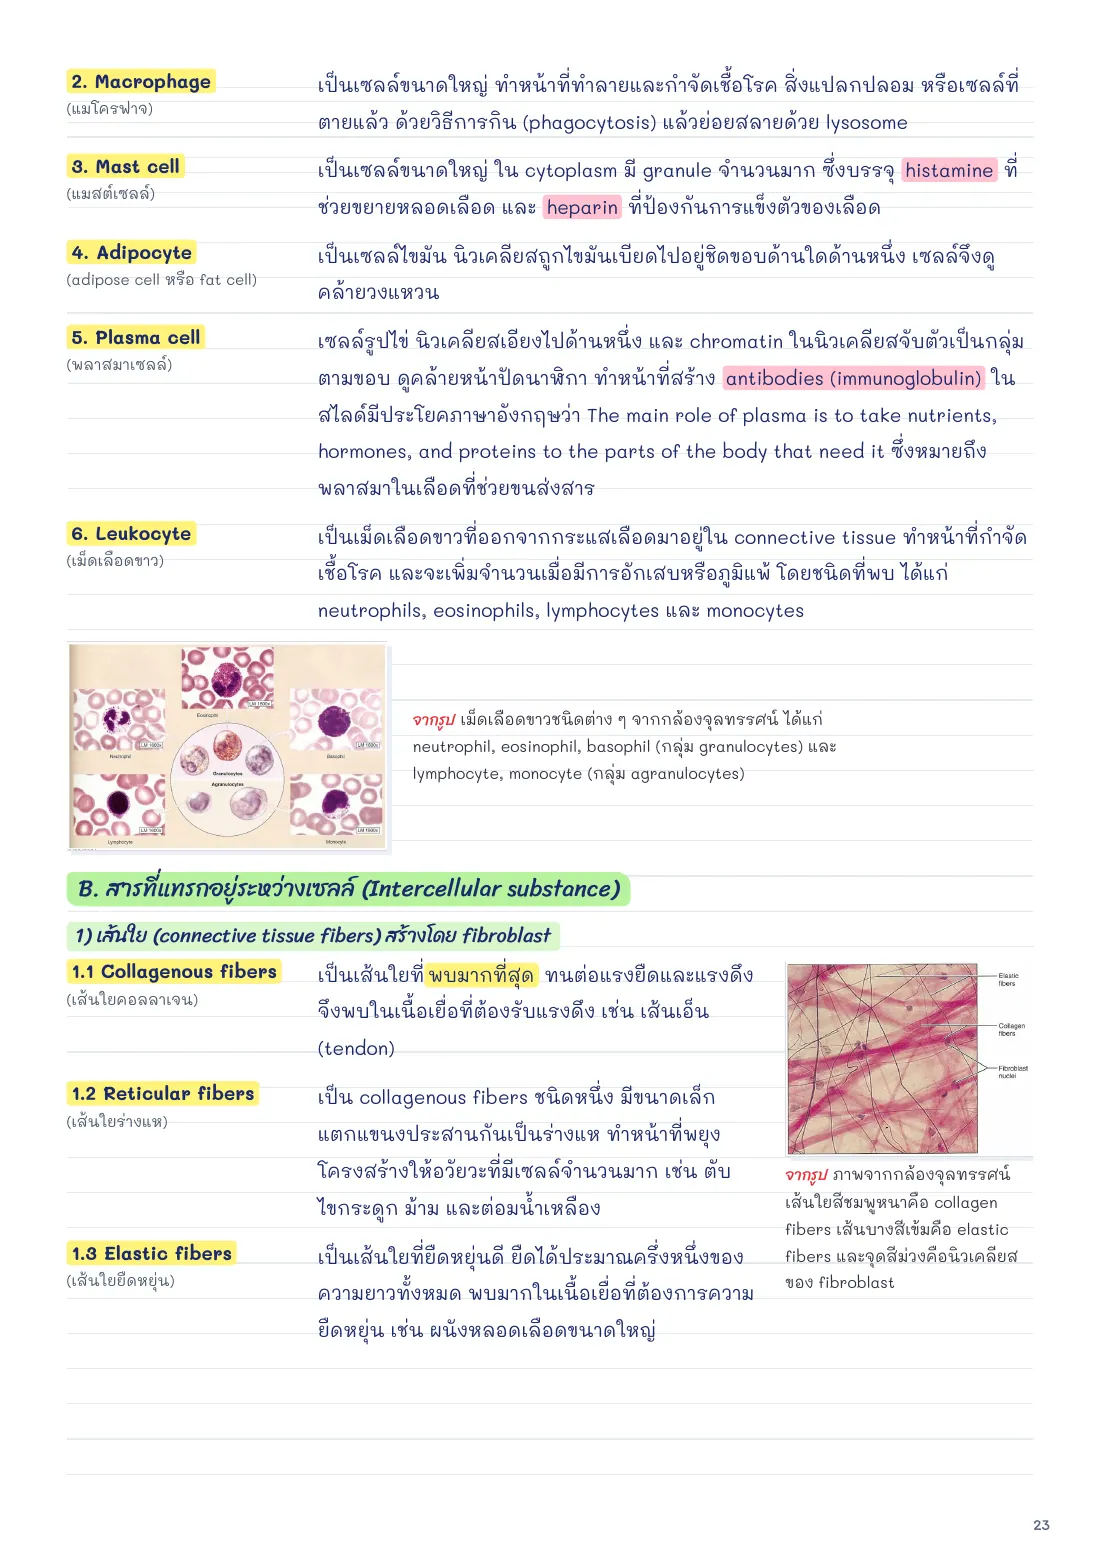 2. Macrophage
(แมโครฟาจ)
เป็นเซลล์ขนาดใหญ่ ทำหน้าที่ทำลายและกำจัดเชื้อโรค สิ่งแปลกปลอม หรือเซลล์ที่
ตายแล้ว ด้วยวิธีการกิน (phagocytosis) แล้วย่อยสลายด้วย lysosome
3. Mast cell
(แมสต์เซลล์)
เป็นเซลล์ขนาดใหญ่ ใน cytoplasm มี granule จำนวนมาก ซึ่งบรรจุ histamine ที่
ช่วยขยายหลอดเลือด และ heparin ที่ป้องกันการแข็งตัวของเลือด
4. Adipocyte
(adipose cell หรือ fat cell)
เป็นเซลล์ไขมัน นิวเคลียสถูกไขมันเบียดไปอยู่ชิดขอบด้านใดด้านหนึ่ง เซลล์จึงดู
คล้ายวงแหวน
5. Plasma cell
(พลาสมาเซลล์)
เซลล์รูปไข่ นิวเคลียสเอียงไปด้านหนึ่ง และ chromatin ในนิวเคลียสจับตัวเป็นกลุ่ม
ตามขอบ ดูคล้ายหน้าปัดนาฬิกา ทำหน้าที่สร้าง antibodies (immunoglobulin) ใน
สไลด์มีประโยคภาษาอังกฤษว่า The main role of plasma is to take nutrients,
hormones, and proteins to the parts of the body that need it ซึ่งหมายถึง
พลาสมาในเลือดที่ช่วยขนส่งสาร
6. Leukocyte
(เม็ดเลือดขาว)
เป็นเม็ดเลือดขาวที่ออกจากกระแสเลือดมาอยู่ใน connective tissue ทำหน้าที่กำจัด
เชื้อโรค และจะเพิ่มจำนวนเมื่อมีการอักเสบหรือภูมิแพ้ โดยชนิดที่พบ ได้แก่
neutrophils, eosinophils, lymphocytes และ monocytes
LM 1600x
Eosinophil
LM 1600x
Neutrophil
LM 1600x
Basophil
Granulocytes
Agranulocytes
LM 1600x
Lymphocyte
LM 1600x
Monocyte
จากรูป เม็ดเลือดขาวชนิดต่าง ๆ จากกล้องจุลทรรศน์ ได้แก่
neutrophil, eosinophil, basophil (กลุ่ม granulocytes) และ
lymphocyte, monocyte (กลุ่ม agranulocytes)
B. สารที่แทรกอยู่ระหว่างเซลล์ (Intercellular substance)
1) เส้นใย (connective tissue fibers) สร้างโดย fibroblast
1.1 Collagenous fibers
(เส้นใยคอลลาเจน)
เป็นเส้นใยที่ พบมากที่สุด ทนต่อแรงยืดและแรงดึง
จึงพบในเนื้อเยื่อที่ต้องรับแรงดึง เช่น เส้นเอ็น
(tendon)
1.2 Reticular fibers
(เส้นใยร่างแห)
เป็น collagenous fibers ชนิดหนึ่ง มีขนาดเล็ก
แตกแขนงประสานกันเป็นร่างแห ทำหน้าที่พยุง
โครงสร้างให้อวัยวะที่มีเซลล์จำนวนมาก เช่น ตับ
ไขกระดูก ม้าม และต่อมน้ำเหลือง
1.3 Elastic fibers
(เส้นใยยืดหยุ่น)
เป็นเส้นใยที่ยืดหยุ่นดี ยืดได้ประมาณครึ่งหนึ่งของ
ความยาวทั้งหมด พบมากในเนื้อเยื่อที่ต้องการความ
ยืดหยุ่น เช่น ผนังหลอดเลือดขนาดใหญ่
Elastic
fibers
Collagen
fibers
Fibroblast
nuclei
จากรูป ภาพจากกล้องจุลทรรศน์
เส้นใยสีชมพูหนาคือ collagen
fibers เส้นบางสีเข้มคือ elastic
fibers และจุดสีม่วงคือนิวเคลียส
ของ fibroblast
23